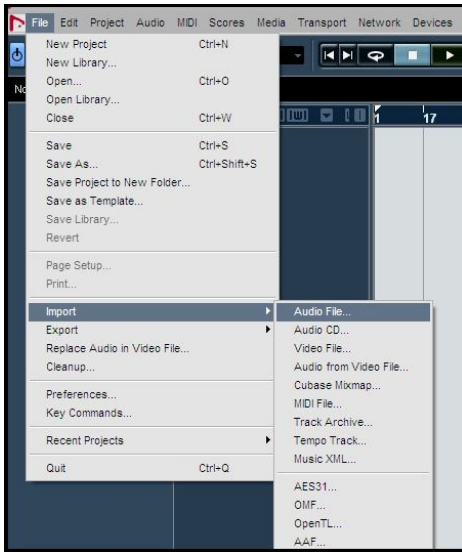 File Edit Project Audio MIDI Scores Media Transport Network Devices
New Project Ctrl+N
New Library...
Open... Ctrl+O
Open Library...
Close Ctrl+W
Save Ctrl+S
Save As... Ctrl+Shift+S
Save Project to New Folder...
Save as Template...
Save Library...
Revert
Page Setup...
Print...
Import
Export
Replace Audio in Video File...
Cleanup...
Preferences...
Key Commands...
Recent Projects
Quit Ctrl+Q
No
1 17
Audio File...
Audio CD...
Video File...
Audio from Video File...
Cubase Mixmap...
MIDI File...
Track Archive...
Tempo Track...
Music XML...
AES31...
OMF...
OpenTL...
AAF...